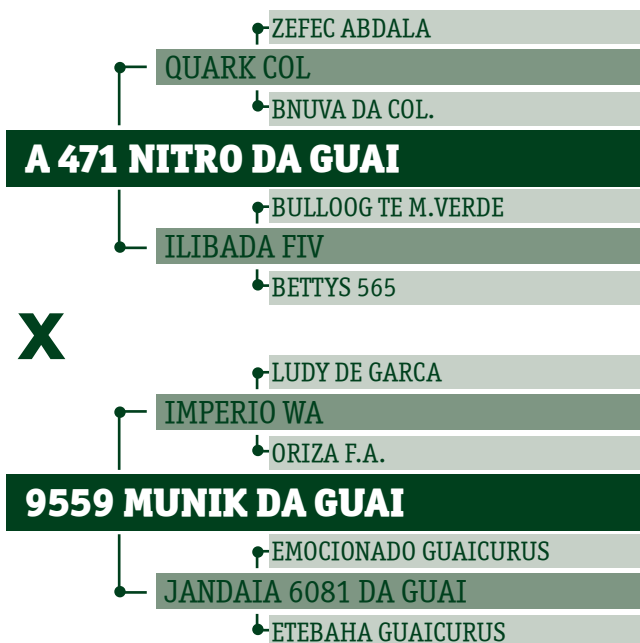 ZEFEC ABDALA
QUARK COL
BNUVA DA COL.
A 471 NITRO DA GUAI
BULLOOG TE M.VERDE
ILIBADA FIV
BETTYS 565
X
LUDY DE GARCA
IMPERIO WA
ORIZA F.A.
9559 MUNIK DA GUAI
EMOCIONADO GUAICURUS
JANDAIA 6081 DA GUAI
ETEBAHA GUAICURUS